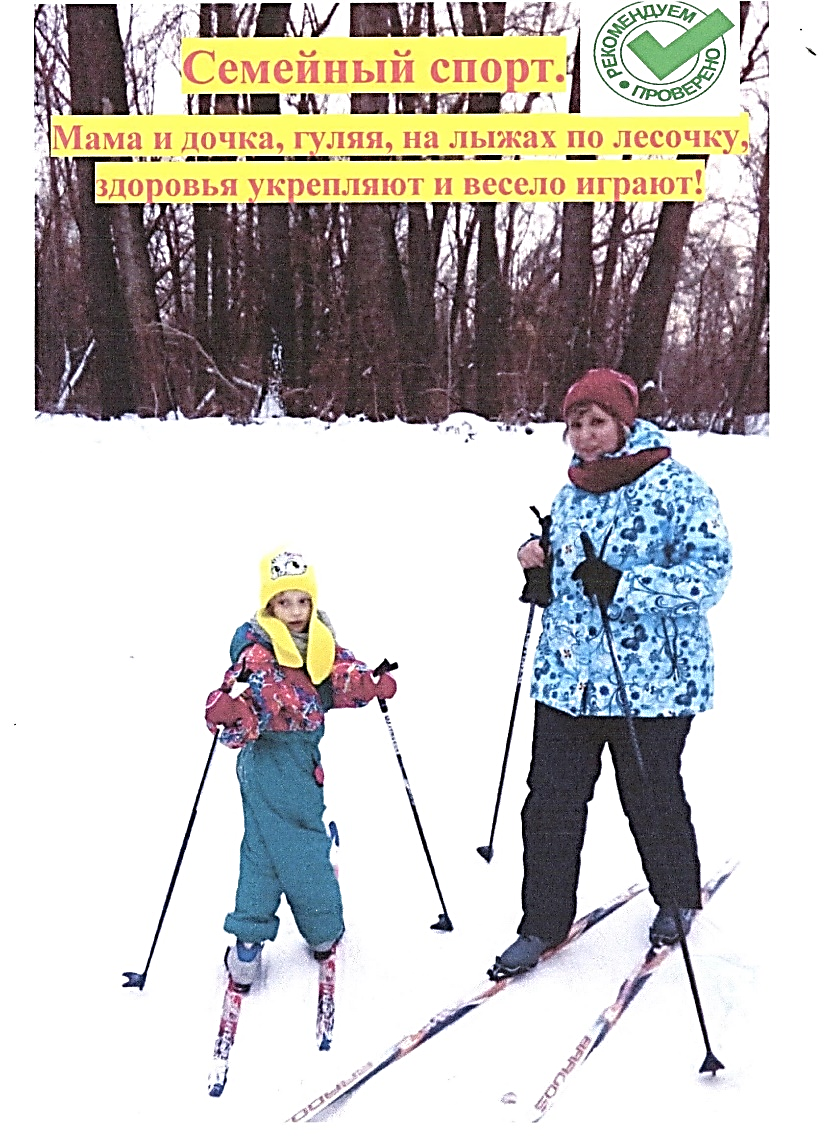 Семейный спорт.
РЕКОМЕНДУЕМ
ПРОВЕРЕНО
Мама и дочка, гуляя, на лыжах по лесочку,
здоровья укрепляют и весело играют!